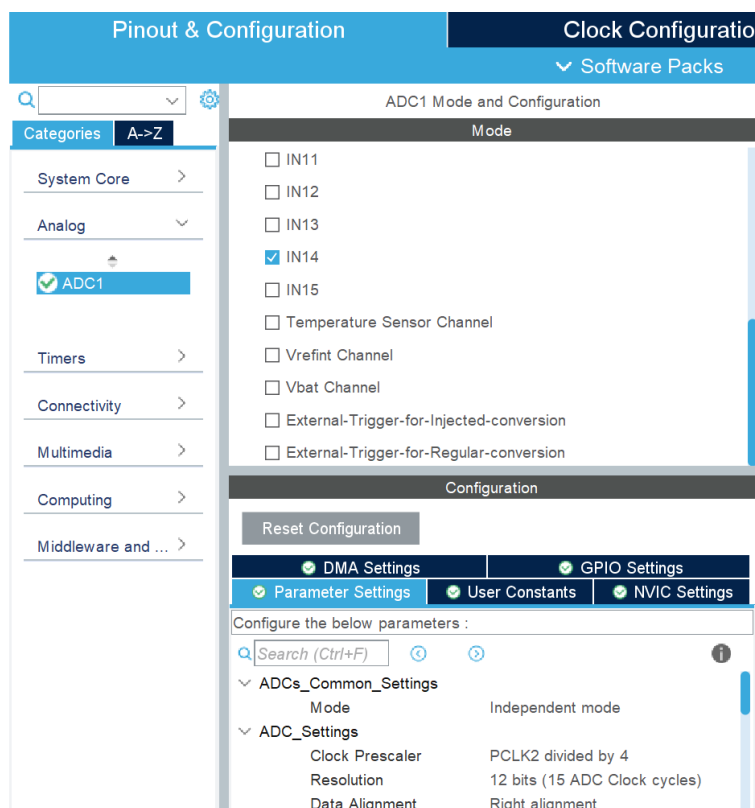 Pinout & Configuration
Clock Configuratio
Software Packs
Categories
A->Z
System Core
Analog
ADC1
Timers
Connectivity
Multimedia
Computing
Middleware and ...
ADC1 Mode and Configuration
Mode
IN11
IN12
IN13
IN14
IN15
Temperature Sensor Channel
Vrefint Channel
Vbat Channel
External-Trigger-for-Injected-conversion
External-Trigger-for-Regular-conversion
Configuration
Reset Configuration
DMA Settings
GPIO Settings
Parameter Settings
User Constants
NVIC Settings
Configure the below parameters :
Search (Ctrl+F)
ADCs_Common_Settings
Mode Independent mode
ADC_Settings
Clock Prescaler PCLK2 divided by 4
Resolution 12 bits (15 ADC Clock cycles)
Data Alignment Right alignment